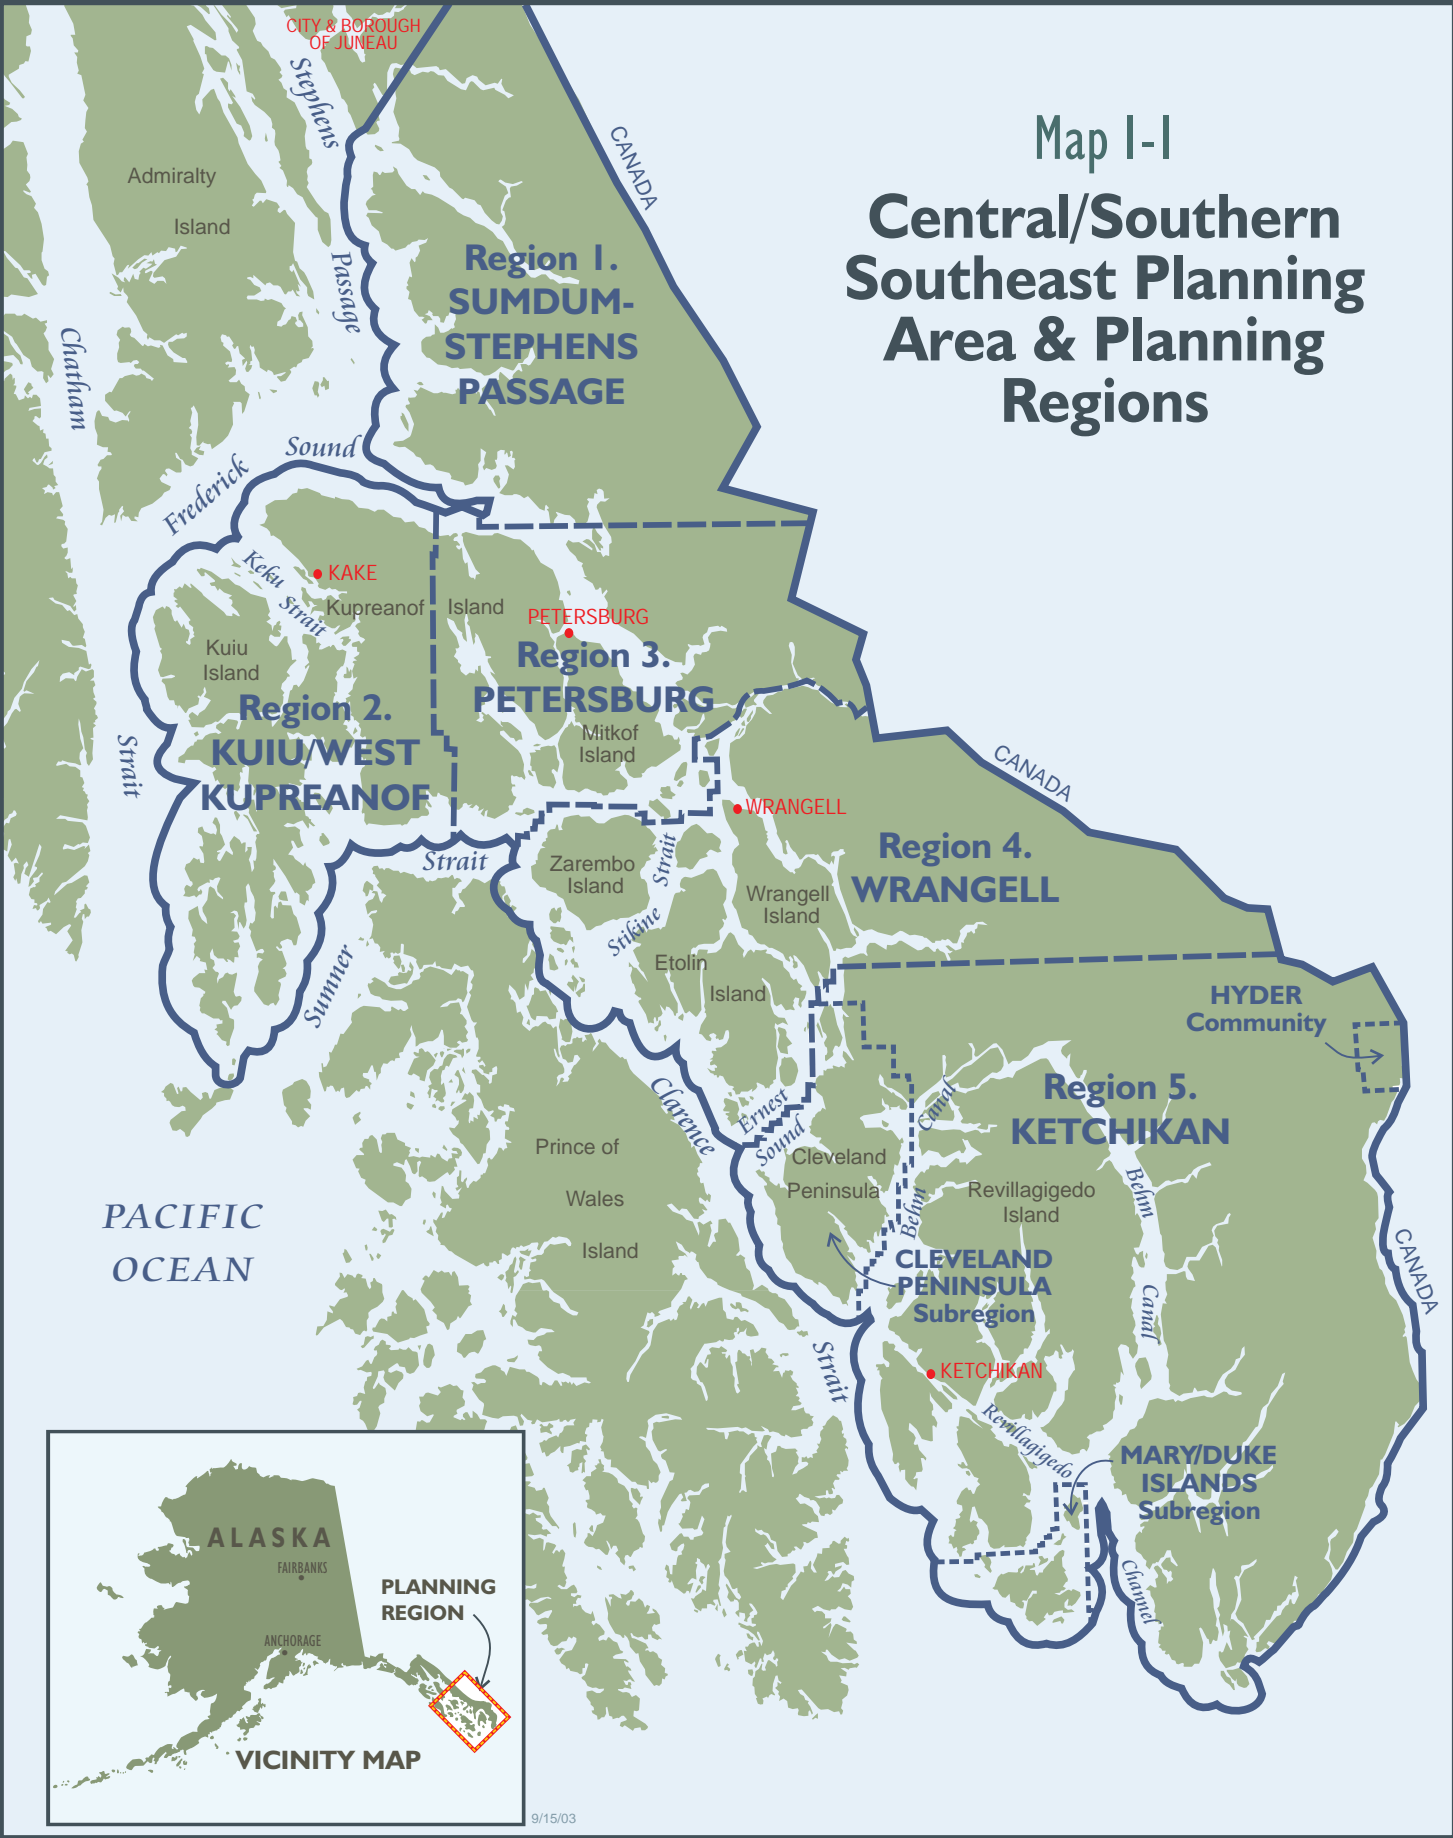 CITY & BOROUGH
OF JUNEAU
Stephens
Passage
CANADA
Map 1-1
Central/Southern
Southeast Planning
Area & Planning
Regions
Admiralty
Island
Region 1.
SUMDUM-
STEPHENS
PASSAGE
Chatham
Strait
Frederick
Sound
Keku
Strait
KAKE
Kupreanof
Island
PETERSBURG
Region 3.
PETERSBURG
Kuiu
Island
Region 2.
KUIU/WEST
KUPREANOF
Mitkof
Island
CANADA
WRANGELL
Region 4.
WRANGELL
Sumner
Strait
Zarembo
Island
Stikine
Strait
Wrangell
Island
Etolin
Island
HYDER
Community
Clarence
Strait
Ernest
Sound
Behm
Canal
Region 5.
KETCHIKAN
Cleveland
Peninsula
Revillagigedo
Island
Behm
Canal
Prince of
Wales
Island
PACIFIC
OCEAN
CANADA
CLEVELAND
PENINSULA
Subregion
KETCHIKAN
Revillagigedo
Channel
MARY/DUKE
ISLANDS
Subregion
ALASKA
FAIRBANKS
ANCHORAGE
PLANNING
REGION
VICINITY MAP
9/15/03